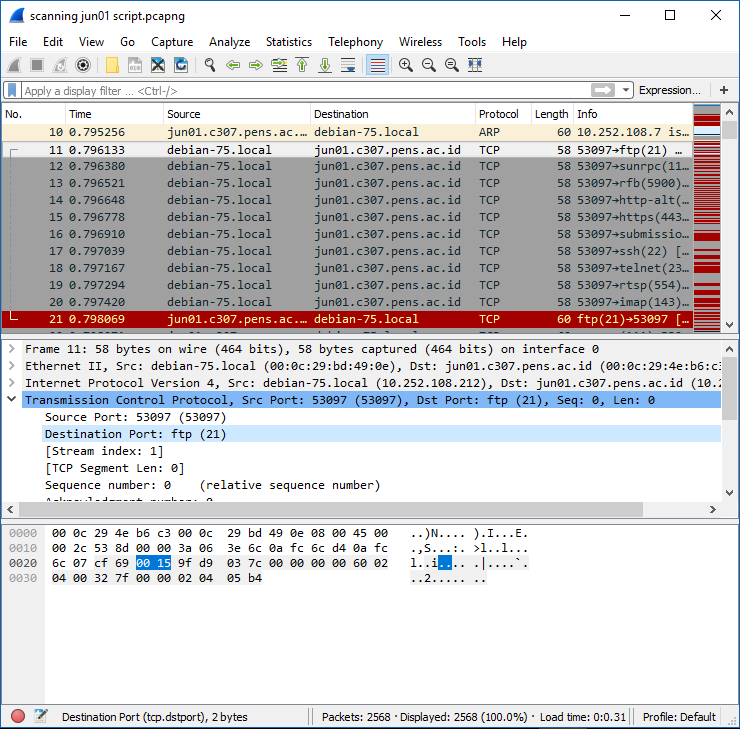 scanning jun01 script.pcapng
File Edit View Go Capture Analyze Statistics Telephony Wireless Tools Help
Apply a display filter ... <Ctrl-/> Expression... +
No. Time Source Destination Protocol Length Info
10 0.795256 jun01.c307.pens.ac.... debian-75.local ARP 60 10.252.108.7 is...
11 0.796133 debian-75.local jun01.c307.pens.ac.id TCP 58 53097→ftp(21) ...
12 0.796380 debian-75.local jun01.c307.pens.ac.id TCP 58 53097→sunrpc(11...
13 0.796521 debian-75.local jun01.c307.pens.ac.id TCP 58 53097→rfb(5900)...
14 0.796648 debian-75.local jun01.c307.pens.ac.id TCP 58 53097→http-alt(...
15 0.796778 debian-75.local jun01.c307.pens.ac.id TCP 58 53097→https(443...
16 0.796910 debian-75.local jun01.c307.pens.ac.id TCP 58 53097→submissio...
17 0.797039 debian-75.local jun01.c307.pens.ac.id TCP 58 53097→ssh(22) [...
18 0.797167 debian-75.local jun01.c307.pens.ac.id TCP 58 53097→telnet(23...
19 0.797294 debian-75.local jun01.c307.pens.ac.id TCP 58 53097→rtsp(554)...
20 0.797420 debian-75.local jun01.c307.pens.ac.id TCP 58 53097→imap(143)...
21 0.798069 jun01.c307.pens.ac.... debian-75.local TCP 60 ftp(21)→53097 [...
Frame 11: 58 bytes on wire (464 bits), 58 bytes captured (464 bits) on interface 0
Ethernet II, Src: debian-75.local (00:0c:29:bd:49:0e), Dst: jun01.c307.pens.ac.id (00:0c:29:4e:b6:c3
Internet Protocol Version 4, Src: debian-75.local (10.252.108.212), Dst: jun01.c307.pens.ac.id (10.2
Transmission Control Protocol, Src Port: 53097 (53097), Dst Port: ftp (21), Seq: 0, Len: 0
Source Port: 53097 (53097)
Destination Port: ftp (21)
[Stream index: 1]
[TCP Segment Len: 0]
Sequence number: 0 (relative sequence number)
Acknowledgment number: 0
0000 00 0c 29 4e b6 c3 00 0c 29 bd 49 0e 08 00 45 00 ..)N.... ).I...E.
0010 00 2c 53 8d 00 00 3a 06 3e 6c 0a fc 6c d4 0a fc .,S...:. >l..l...
0020 6c 07 cf 69 00 15 9f d9 03 7c 00 00 00 00 60 02 l..i.... .|....`.
0030 04 00 32 7f 00 00 02 04 05 b4 ..2..... ..
Destination Port (tcp.dstport), 2 bytes Packets: 2568 · Displayed: 2568 (100.0%) · Load time: 0:0.31 Profile: Default